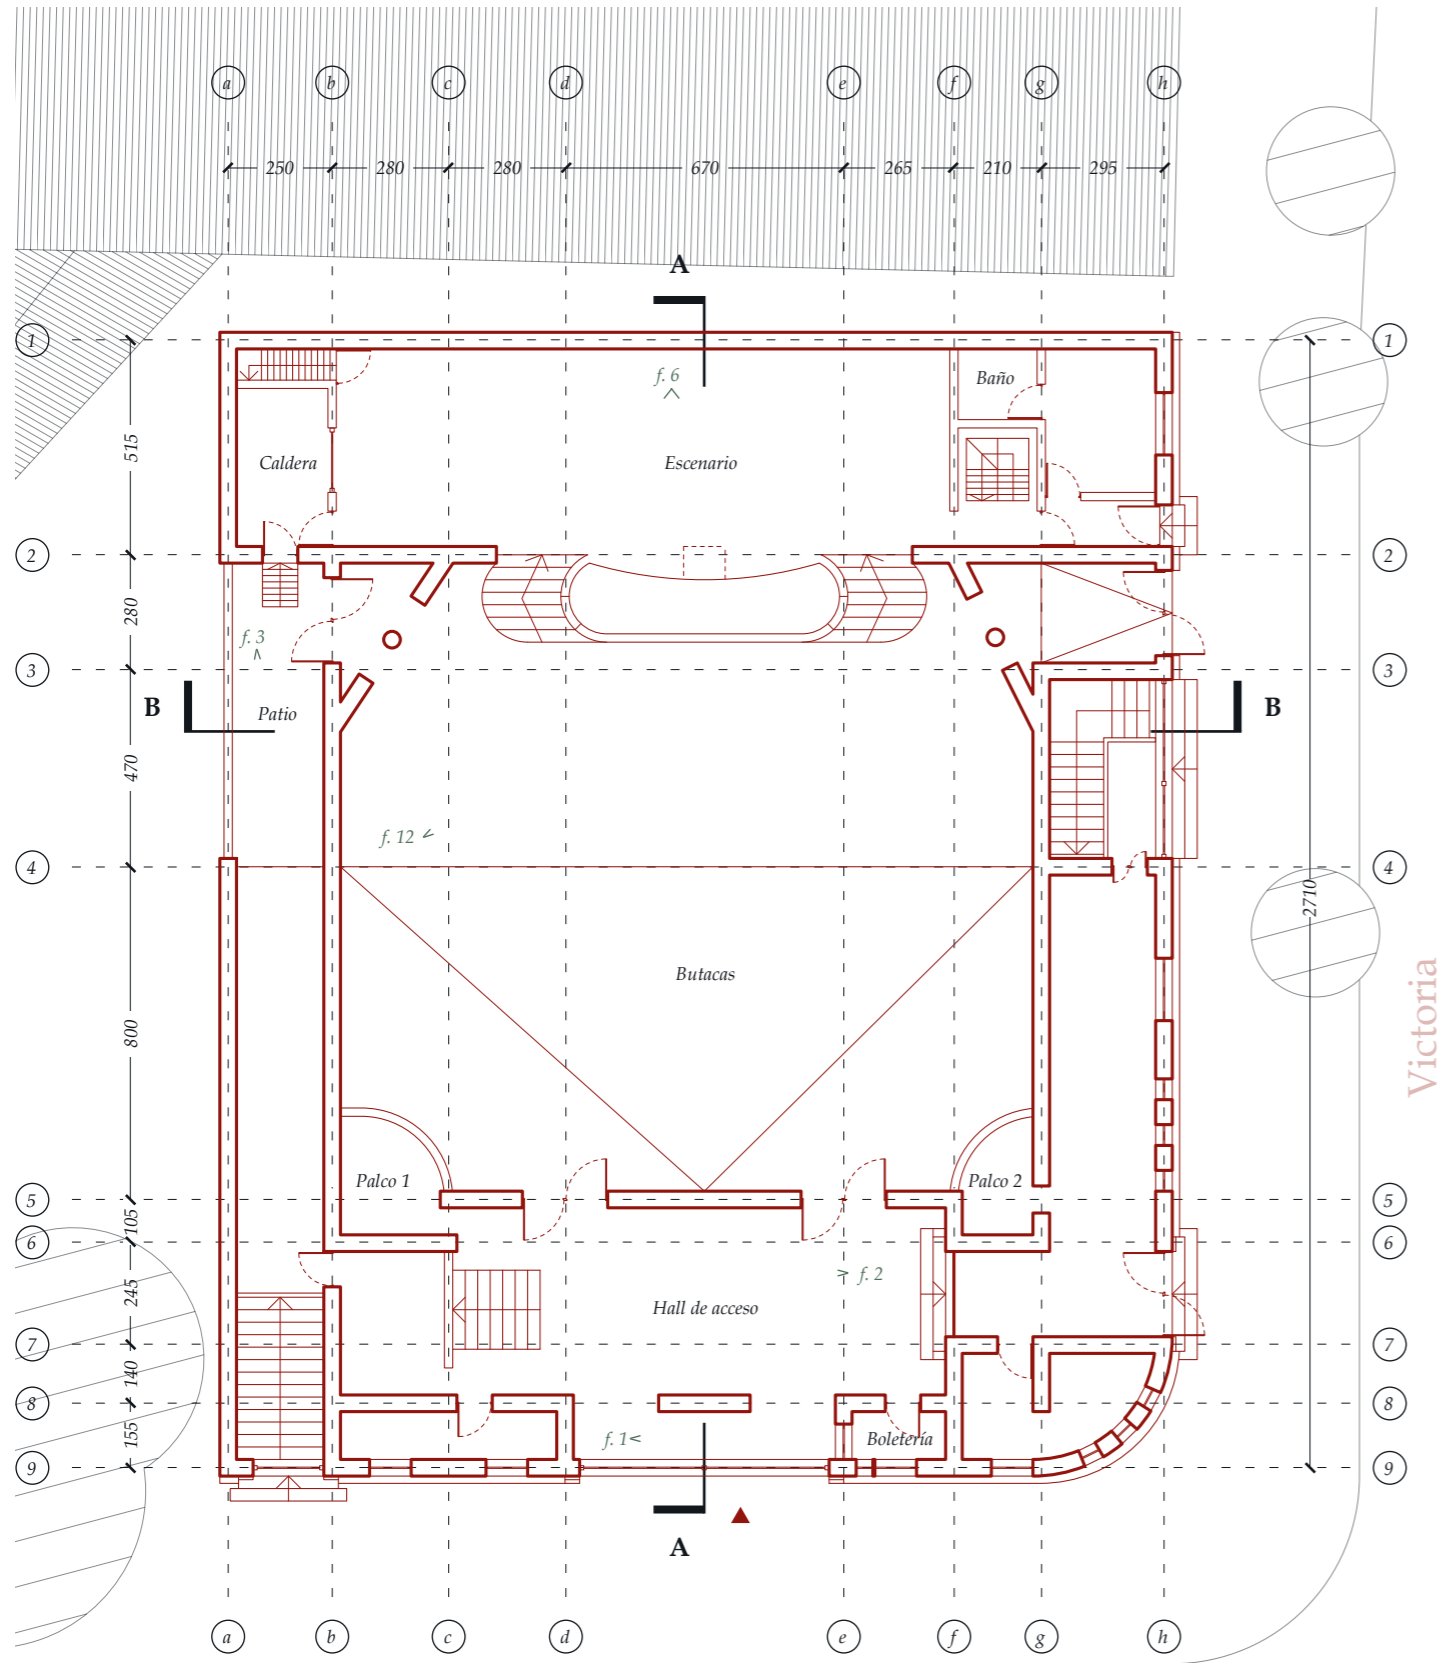 a b c d e f g h
250 280 280 670 265 210 295
A
1 1
f. 6
Baño
515
Caldera
Escenario
2 2
280
f. 3
3 3
B B
Patio
470
f. 12
4 4
2710
Butacas
800
Victoria
Palco 1
Palco 2
5 5
105
6 6
f. 2
245
Hall de acceso
7 7
140
8 8
155
f. 1
Boletería
9 9
A
a b c d e f g h